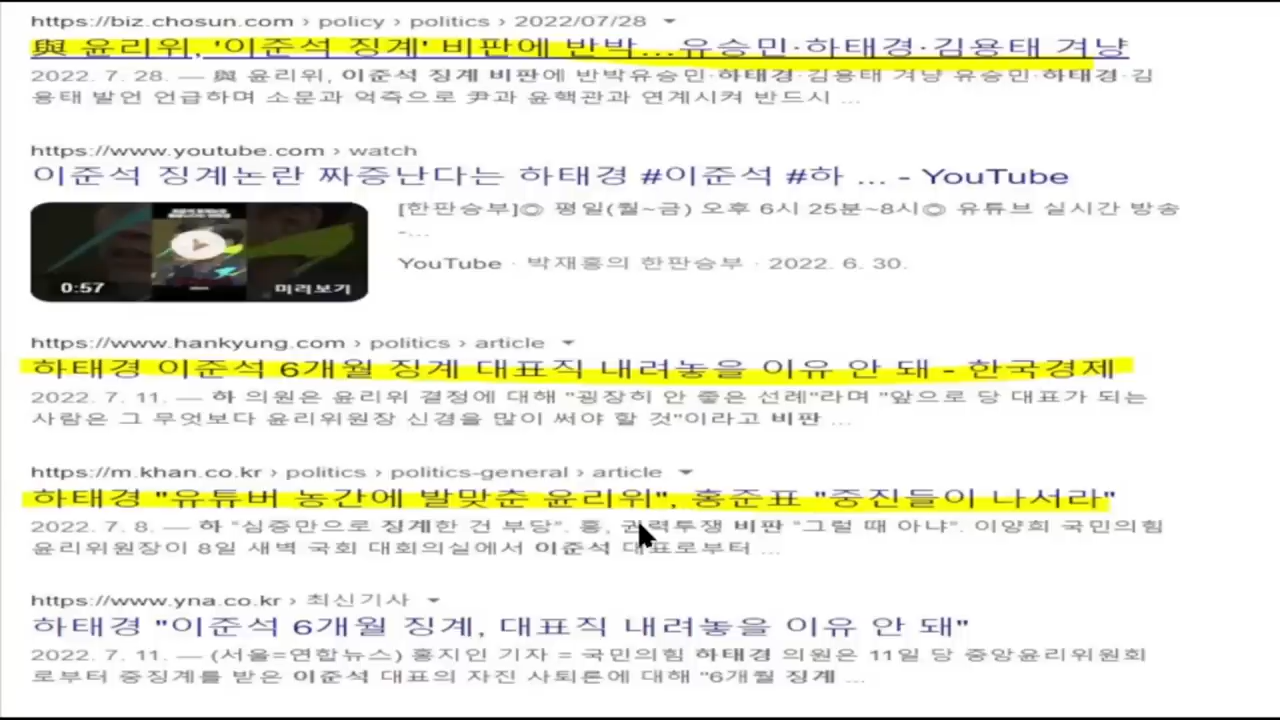 https://biz.chosun.com › policy › politics › 2022/07/28
與 윤리위, '이준석 징계' 비판에 반박…유승민·하태경·김용태 겨냥
2022. 7. 28. — 與 윤리위, 이준석 징계 비판에 반박유승민·하태경·김용태 겨냥 유승민·하태경·김
용태 발언 언급하며 소문과 억측으로 尹과 윤핵관과 연계시켜 반드시 ...
https://www.youtube.com › watch
이준석 징계논란 짜증난다는 하태경 #이준석 #하 ... - YouTube
[한판승부]◎ 평일(월~금) 오후 6시 25분~8시◎ 유튜브 실시간 방송
-...
0:57
미리보기
YouTube · 박재홍의 한판승부 · 2022. 6. 30.
https://www.hankyung.com › politics › article
하태경 이준석 6개월 징계 대표직 내려놓을 이유 안 돼 - 한국경제
2022. 7. 11. — 하 의원은 윤리위 결정에 대해 "굉장히 안 좋은 선례"라며 "앞으로 당 대표가 되는
사람은 그 무엇보다 윤리위원장 신경을 많이 써야 할 것"이라고 비판 ...
https://m.khan.co.kr › politics › politics-general › article
하태경 "유튜버 농간에 발맞춘 윤리위", 홍준표 "중진들이 나서라"
2022. 7. 8. — 하 “심증만으로 징계한 건 부당”. 홍, 권력투쟁 비판 “그럴 때 아냐”. 이양희 국민의힘
윤리위원장이 8일 새벽 국회 대회의실에서 이준석 대표로부터 ...
https://www.yna.co.kr › 최신기사
하태경 "이준석 6개월 징계, 대표직 내려놓을 이유 안 돼"
2022. 7. 11. — (서울=연합뉴스) 홍지인 기자 = 국민의힘 하태경 의원은 11일 당 중앙윤리위원회
로부터 중징계를 받은 이준석 대표의 자진 사퇴론에 대해 "6개월 징계 ...